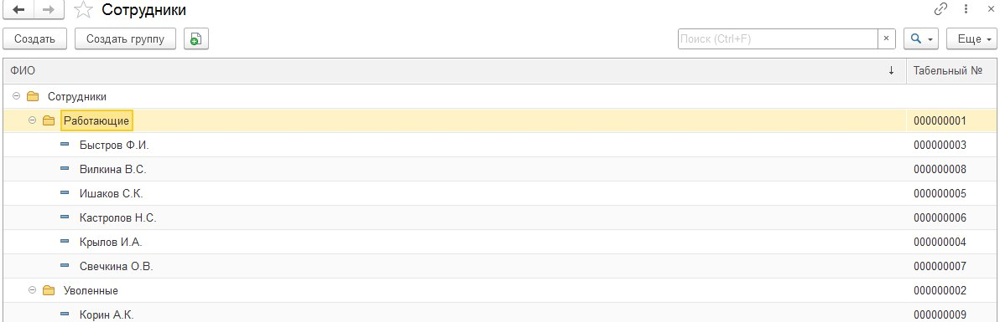 Сотрудники
Создать Создать группу Поиск (Ctrl+F) × Еще
ФИО ↓ Табельный №
Сотрудники
Работающие 000000001
Быстров Ф.И. 000000003
Вилкина В.С. 000000008
Ишаков С.К. 000000005
Кастролов Н.С. 000000006
Крылов И.А. 000000004
Свечкина О.В. 000000007
Уволенные 000000002
Корин А.К. 000000009